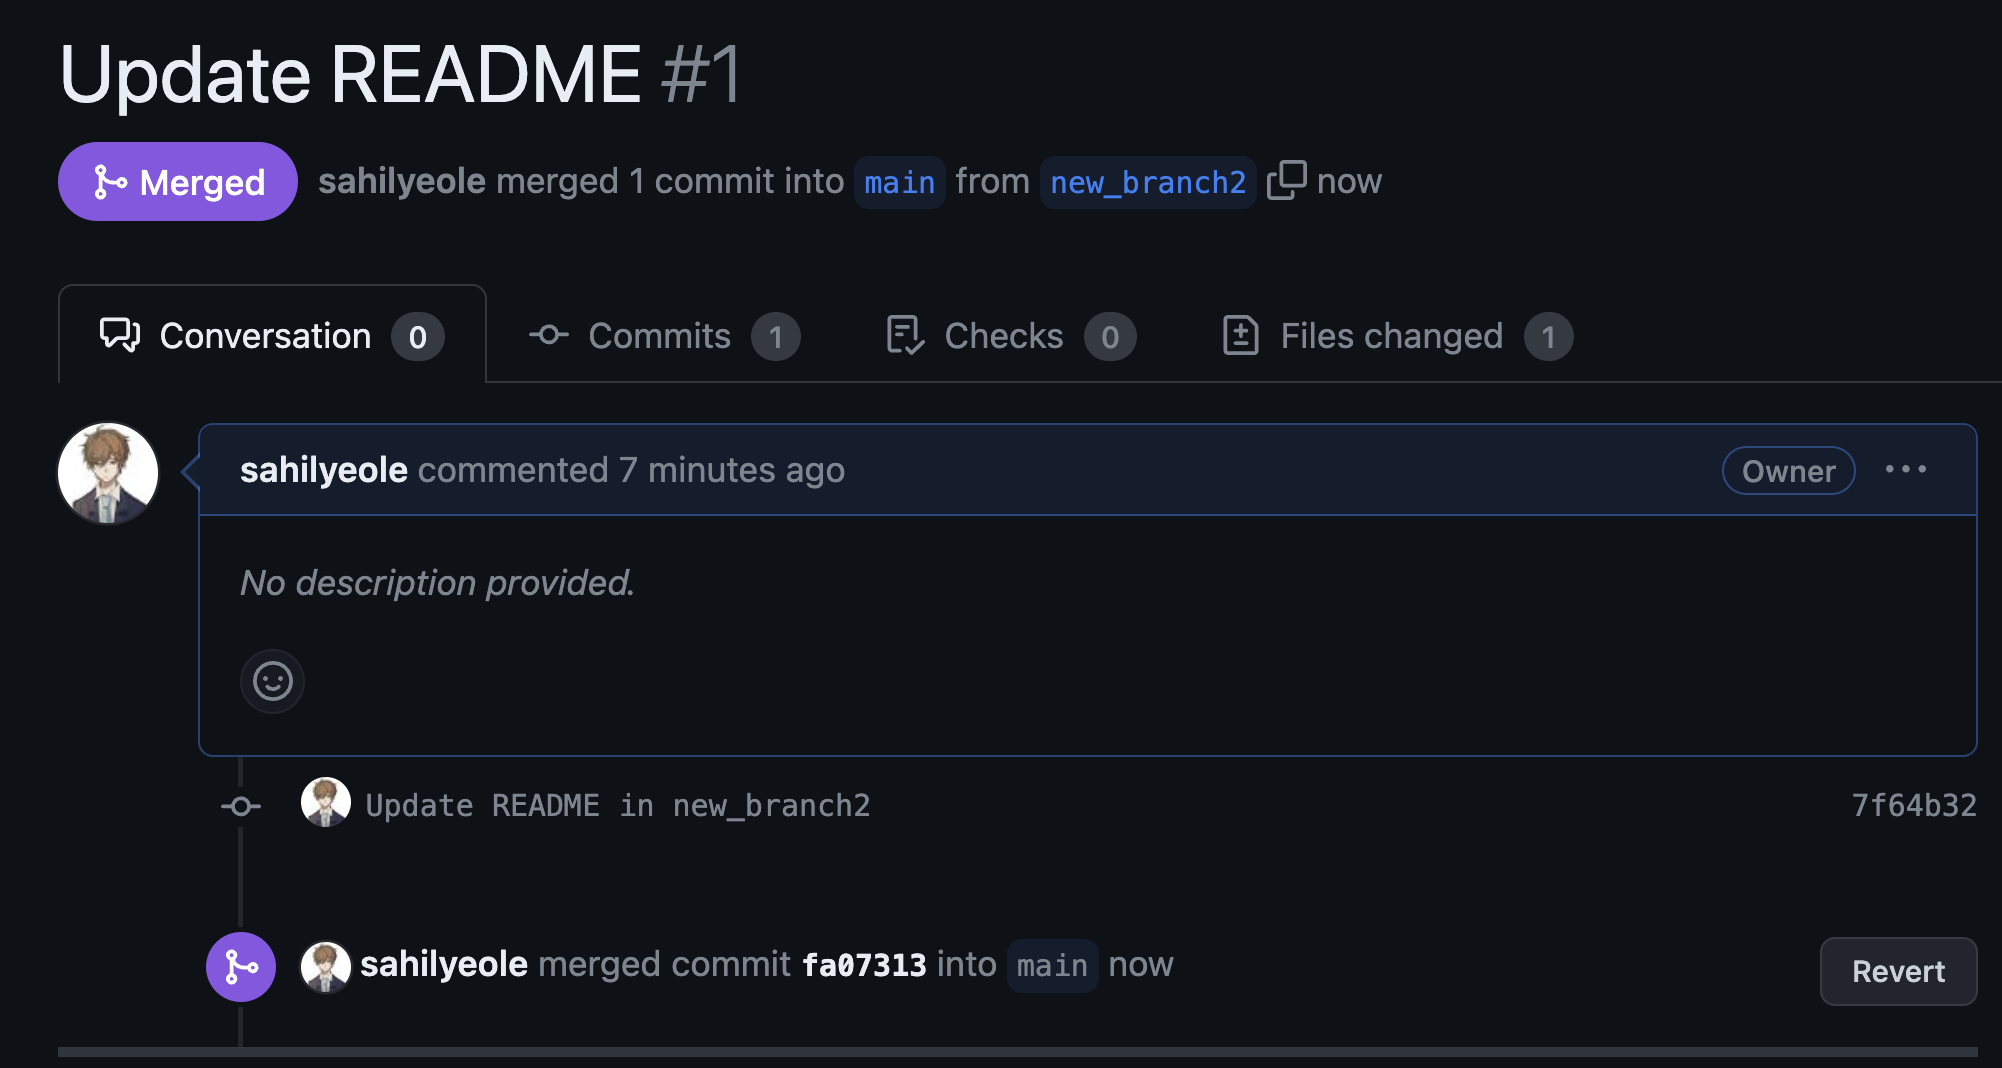 Update README #1
Merged sahilyeole merged 1 commit into main from new_branch2 now
Conversation 0 Commits 1 Checks 0 Files changed 1
sahilyeole commented 7 minutes ago Owner
No description provided.
Update README in new_branch2 7f64b32
sahilyeole merged commit fa07313 into main now Revert